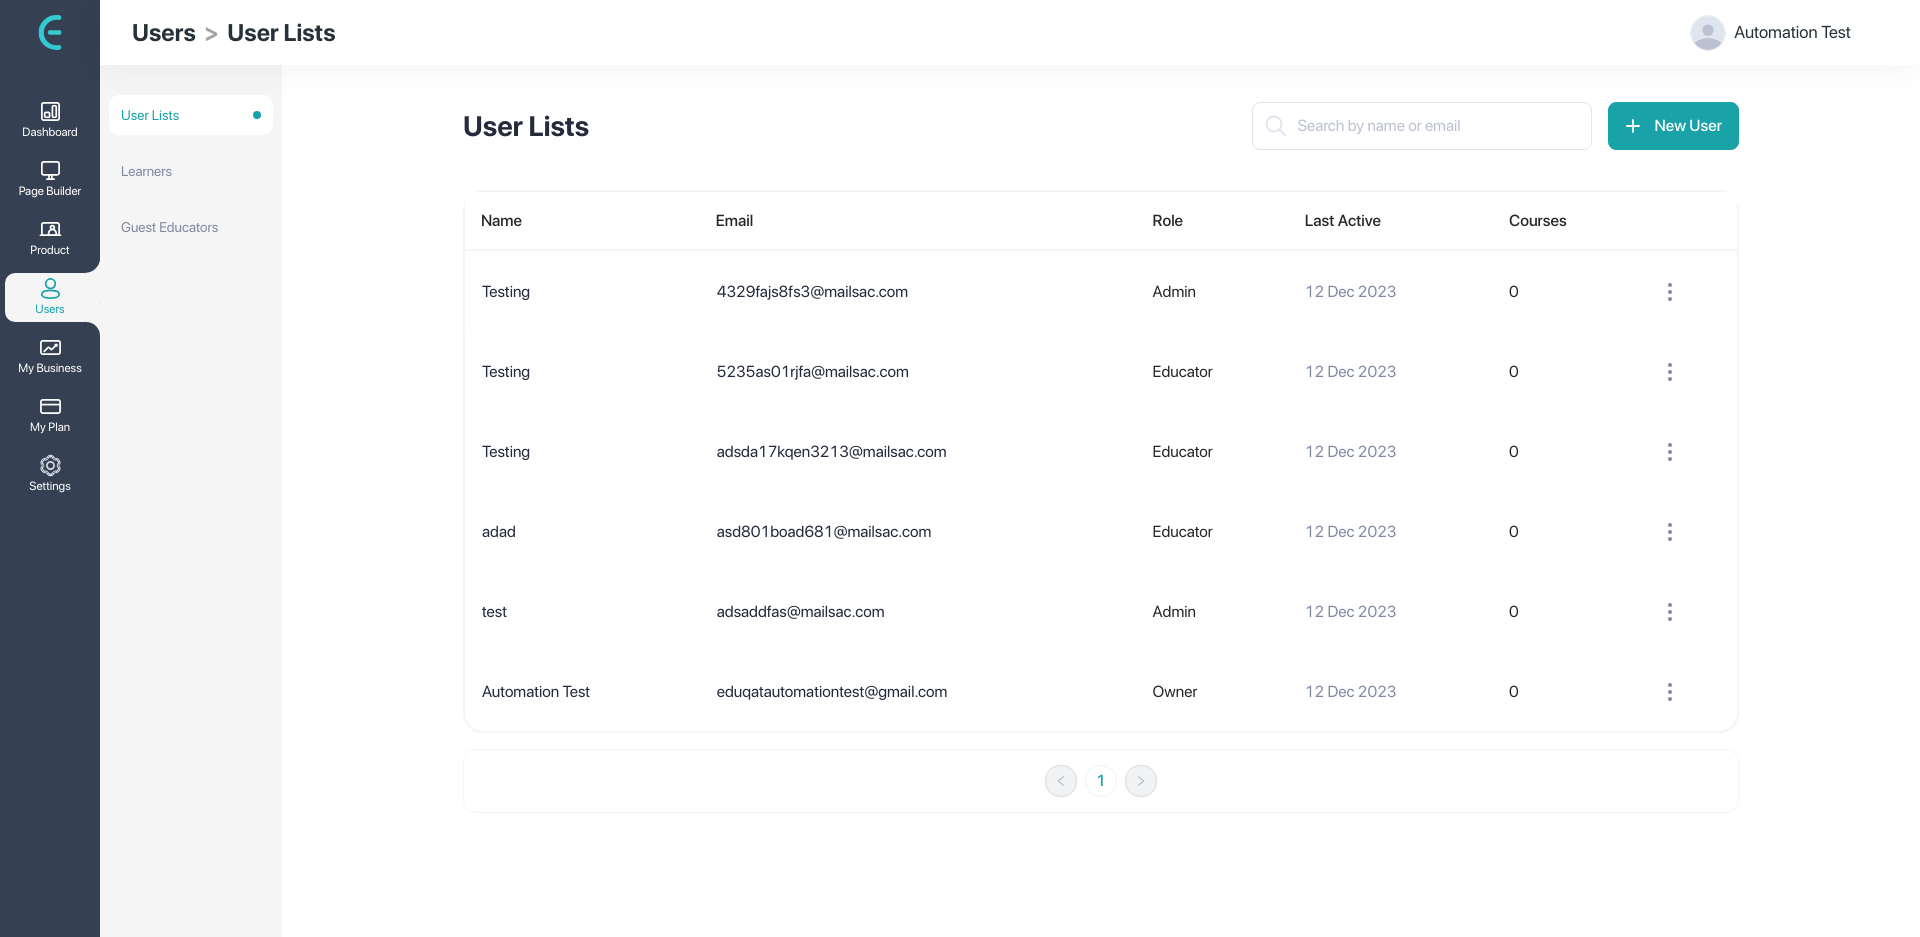 Users > User Lists
Automation Test
Dashboard
Page Builder
Product
Users
My Business
My Plan
Settings
User Lists
Learners
Guest Educators
User Lists
Search by name or email
+ New User
Name Email Role Last Active Courses
Testing 4329fajs8fs3@mailsac.com Admin 12 Dec 2023 0
Testing 5235as01rjfa@mailsac.com Educator 12 Dec 2023 0
Testing adsda17kqen3213@mailsac.com Educator 12 Dec 2023 0
adad asd801boad681@mailsac.com Educator 12 Dec 2023 0
test adsaddfas@mailsac.com Admin 12 Dec 2023 0
Automation Test eduqatautomationtest@gmail.com Owner 12 Dec 2023 0
< 1 >